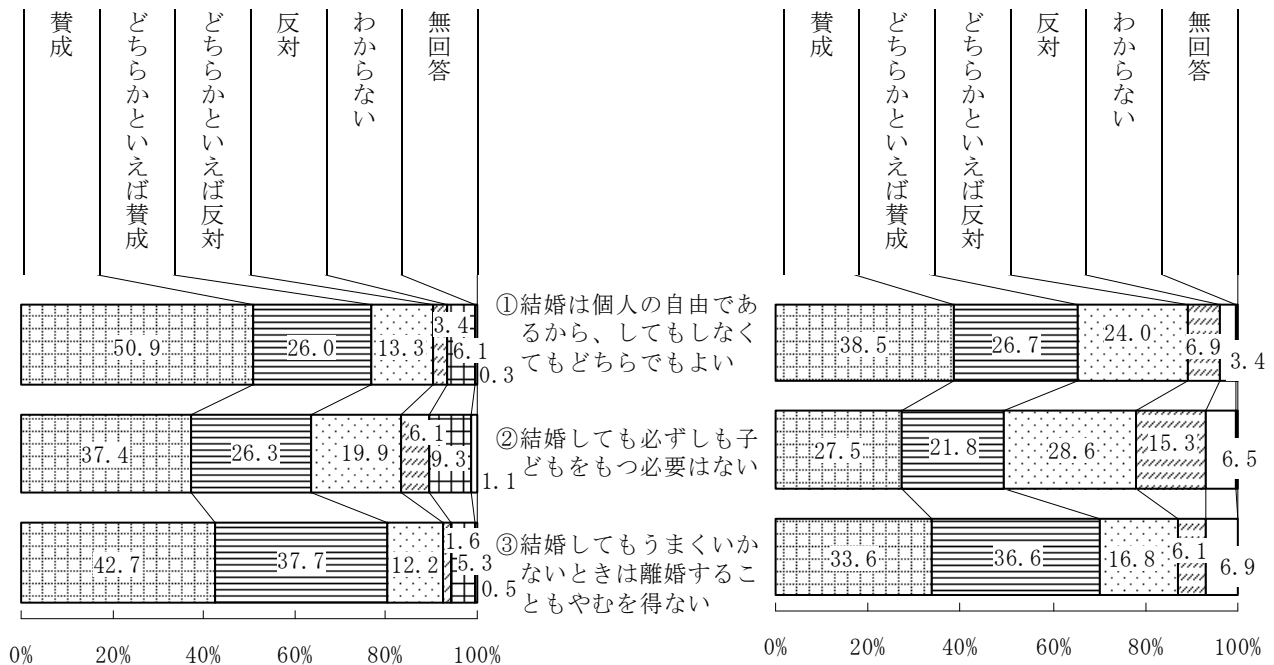 賛成
どちらかといえば賛成
どちらかといえば反対
反対
わからない
無回答
賛成
どちらかといえば賛成
どちらかといえば反対
反対
わからない
無回答
50.9
26.0
13.3
3.4
6.1
0.3
①結婚は個人の自由であ
るから、してもしなく
てもどちらでもよい
38.5
26.7
24.0
6.9
3.4
37.4
26.3
19.9
6.1
9.3
1.1
②結婚しても必ずしも子
どもをもつ必要はない
27.5
21.8
28.6
15.3
6.5
42.7
37.7
12.2
1.6
5.3
0.5
③結婚してもうまくいか
ないときは離婚するこ
ともやむを得ない
33.6
36.6
16.8
6.1
6.9
0% 20% 40% 60% 80% 100%
0% 20% 40% 60% 80% 100%